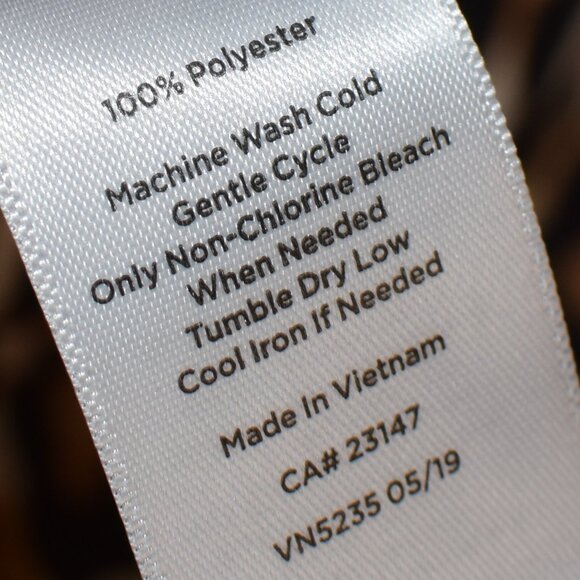 100% Polyester
Machine Wash Cold
Gentle Cycle
Only Non-Chlorine Bleach
When Needed
Tumble Dry Low
Cool Iron If Needed
Made In Vietnam
CA# 23147
VN5235 05/19